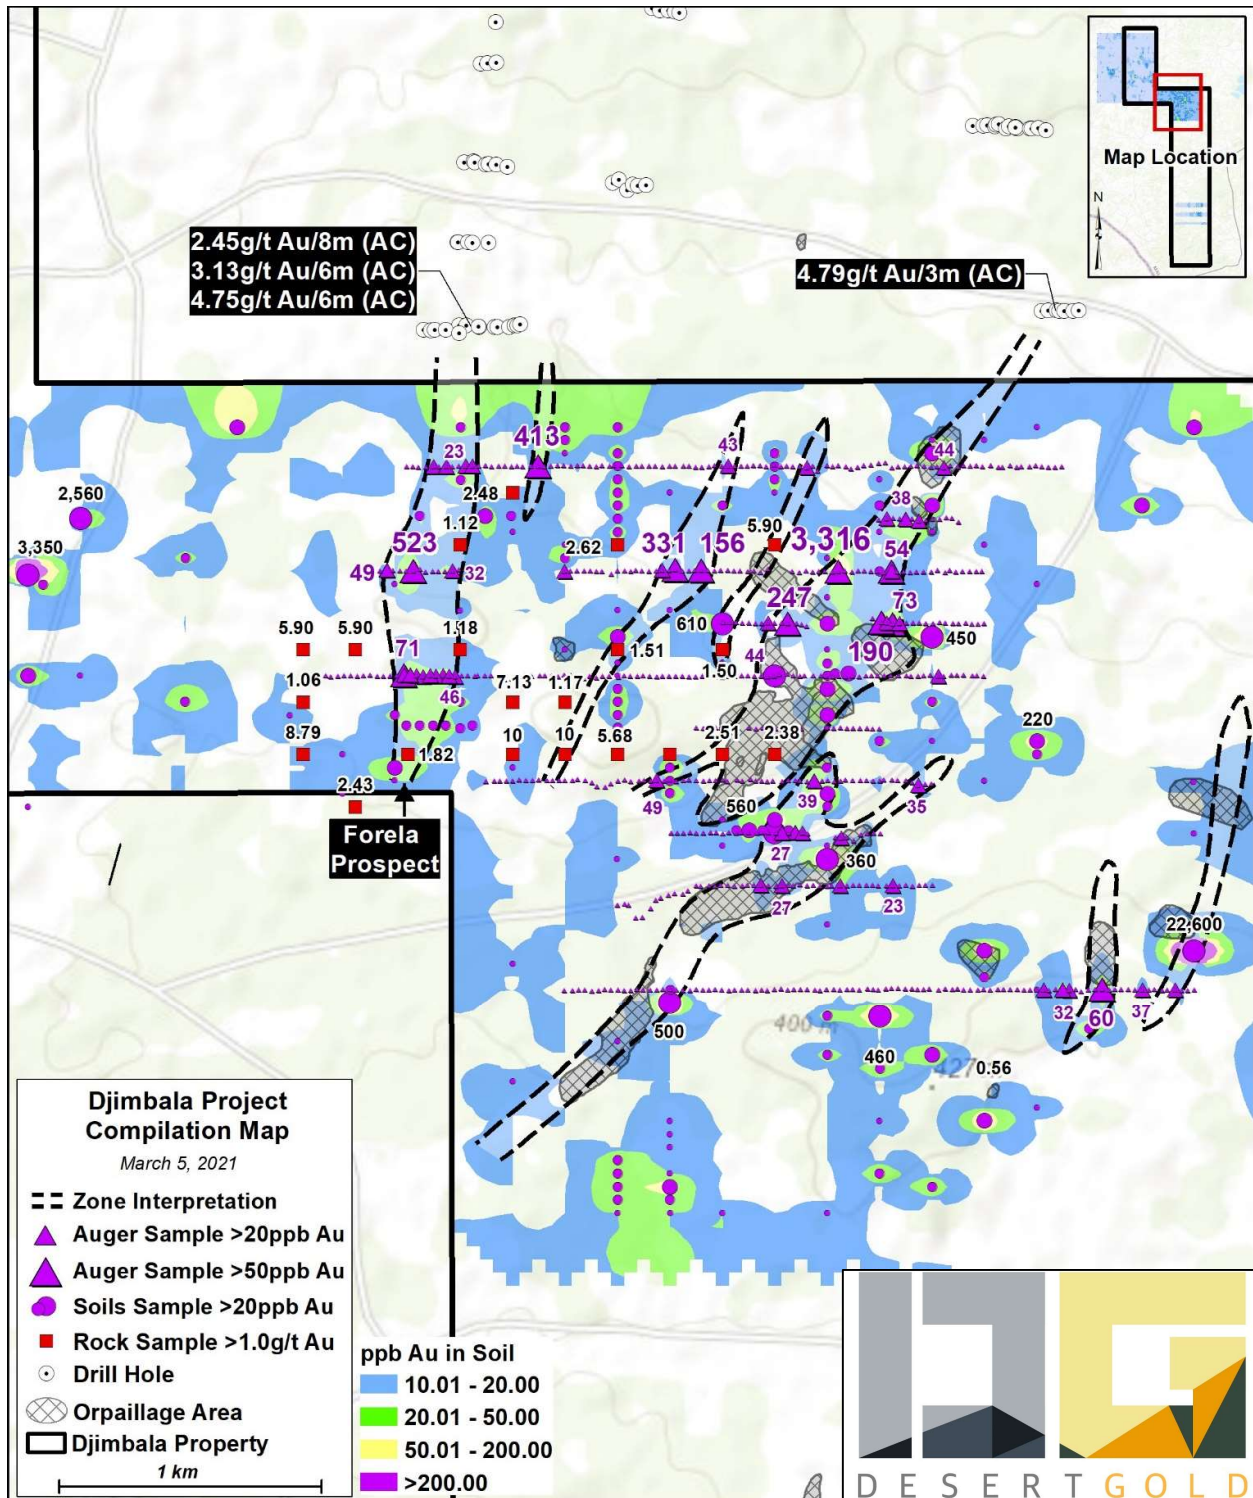 Map Location
N
2.45g/t Au/8m (AC)
3.13g/t Au/6m (AC)
4.75g/t Au/6m (AC)
4.79g/t Au/3m (AC)
413
23
43
44
2,560
2.48
38
1.12
5.90
3,316
523
2.62
331
156
54
3,350
49
32
247
73
610
450
5.90
5.90
1.18
1.51
190
71
1.50
44
1.06
46
7.13
1.17
220
8.79
1.82
10
10
5.68
2.51
2.38
2.43
49
560
39
35
Forela
Prospect
27
360
27
23
22,600
32
60
37
500
400 m
460
427
0.56
Djimbala Project
Compilation Map
March 5, 2021
Zone Interpretation
Auger Sample >20ppb Au
Auger Sample >50ppb Au
Soils Sample >20ppb Au
Rock Sample >1.0g/t Au
Drill Hole
Orpaillage Area
Djimbala Property
1 km
ppb Au in Soil
10.01 - 20.00
20.01 - 50.00
50.01 - 200.00
>200.00
DESERTGOLD